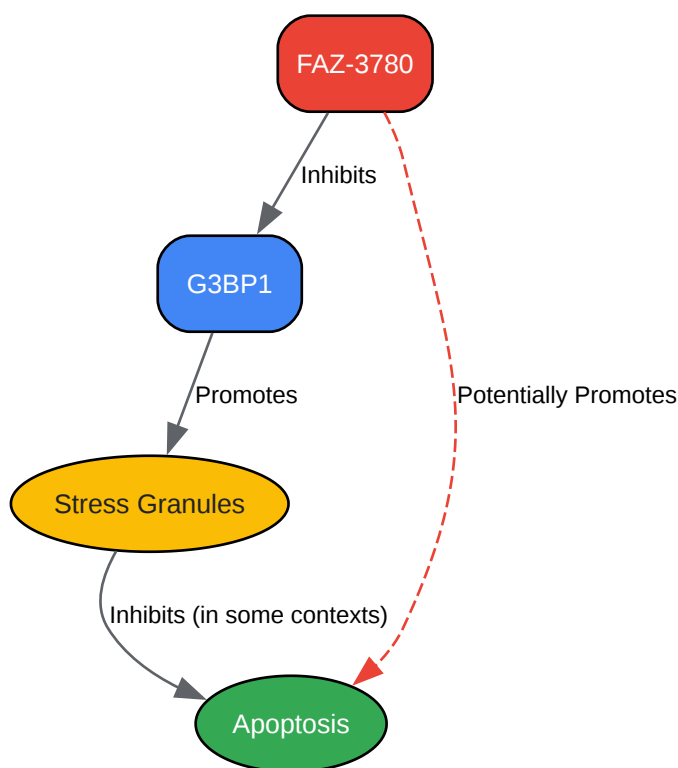 FAZ-3780
Inhibits
G3BP1
Promotes
Potentially Promotes
Stress Granules
Inhibits (in some contexts)
Apoptosis